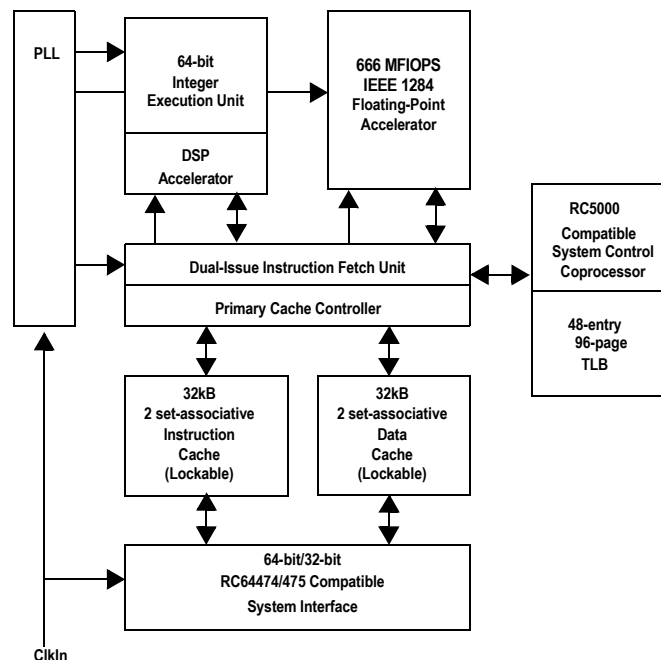 PLL
64-bit
Integer
Execution Unit
DSP
Accelerator
666 MFlOPS
IEEE 1284
Floating-Point
Accelerator
Dual-Issue Instruction Fetch Unit
Primary Cache Controller
RC5000
Compatible
System Control
Coprocessor
48-entry
96-page
TLB
32kB
2 set-associative
Instruction
Cache
(Lockable)
32kB
2 set-associative
Data
Cache
(Lockable)
64-bit/32-bit
RC64474/475 Compatible
System Interface
ClkIn